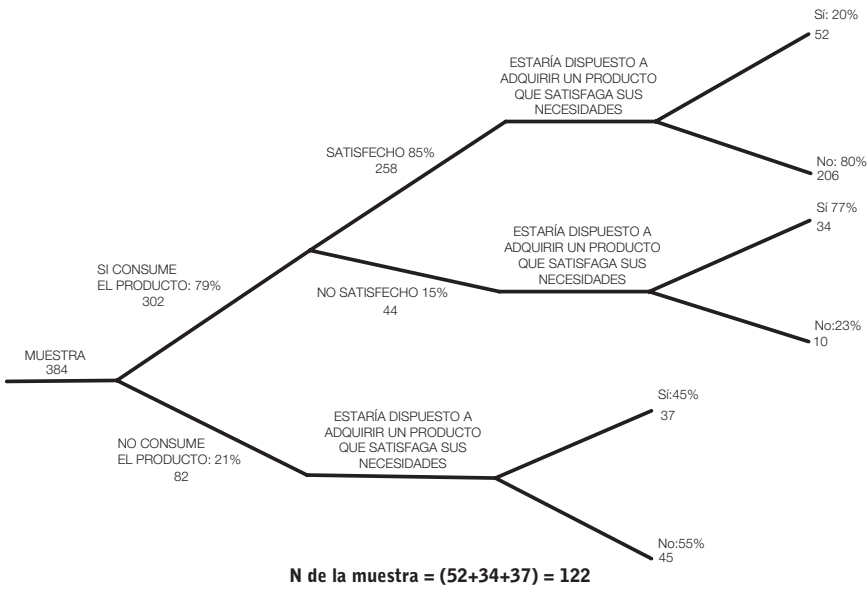 Sí: 20%
52
ESTARÍA DISPUESTO A
ADQUIRIR UN PRODUCTO
QUE SATISFAGA SUS
NECESIDADES
SATISFECHO 85%
258
No: 80%
206
Sí 77%
34
ESTARÍA DISPUESTO A
ADQUIRIR UN PRODUCTO
QUE SATISFAGA SUS
NECESIDADES
SI CONSUME
EL PRODUCTO: 79%
302
NO SATISFECHO 15%
44
No:23%
10
MUESTRA
384
Sí:45%
37
ESTARÍA DISPUESTO A
ADQUIRIR UN PRODUCTO
QUE SATISFAGA SUS
NECESIDADES
NO CONSUME
EL PRODUCTO: 21%
82
No:55%
45
N de la muestra = (52+34+37) = 122